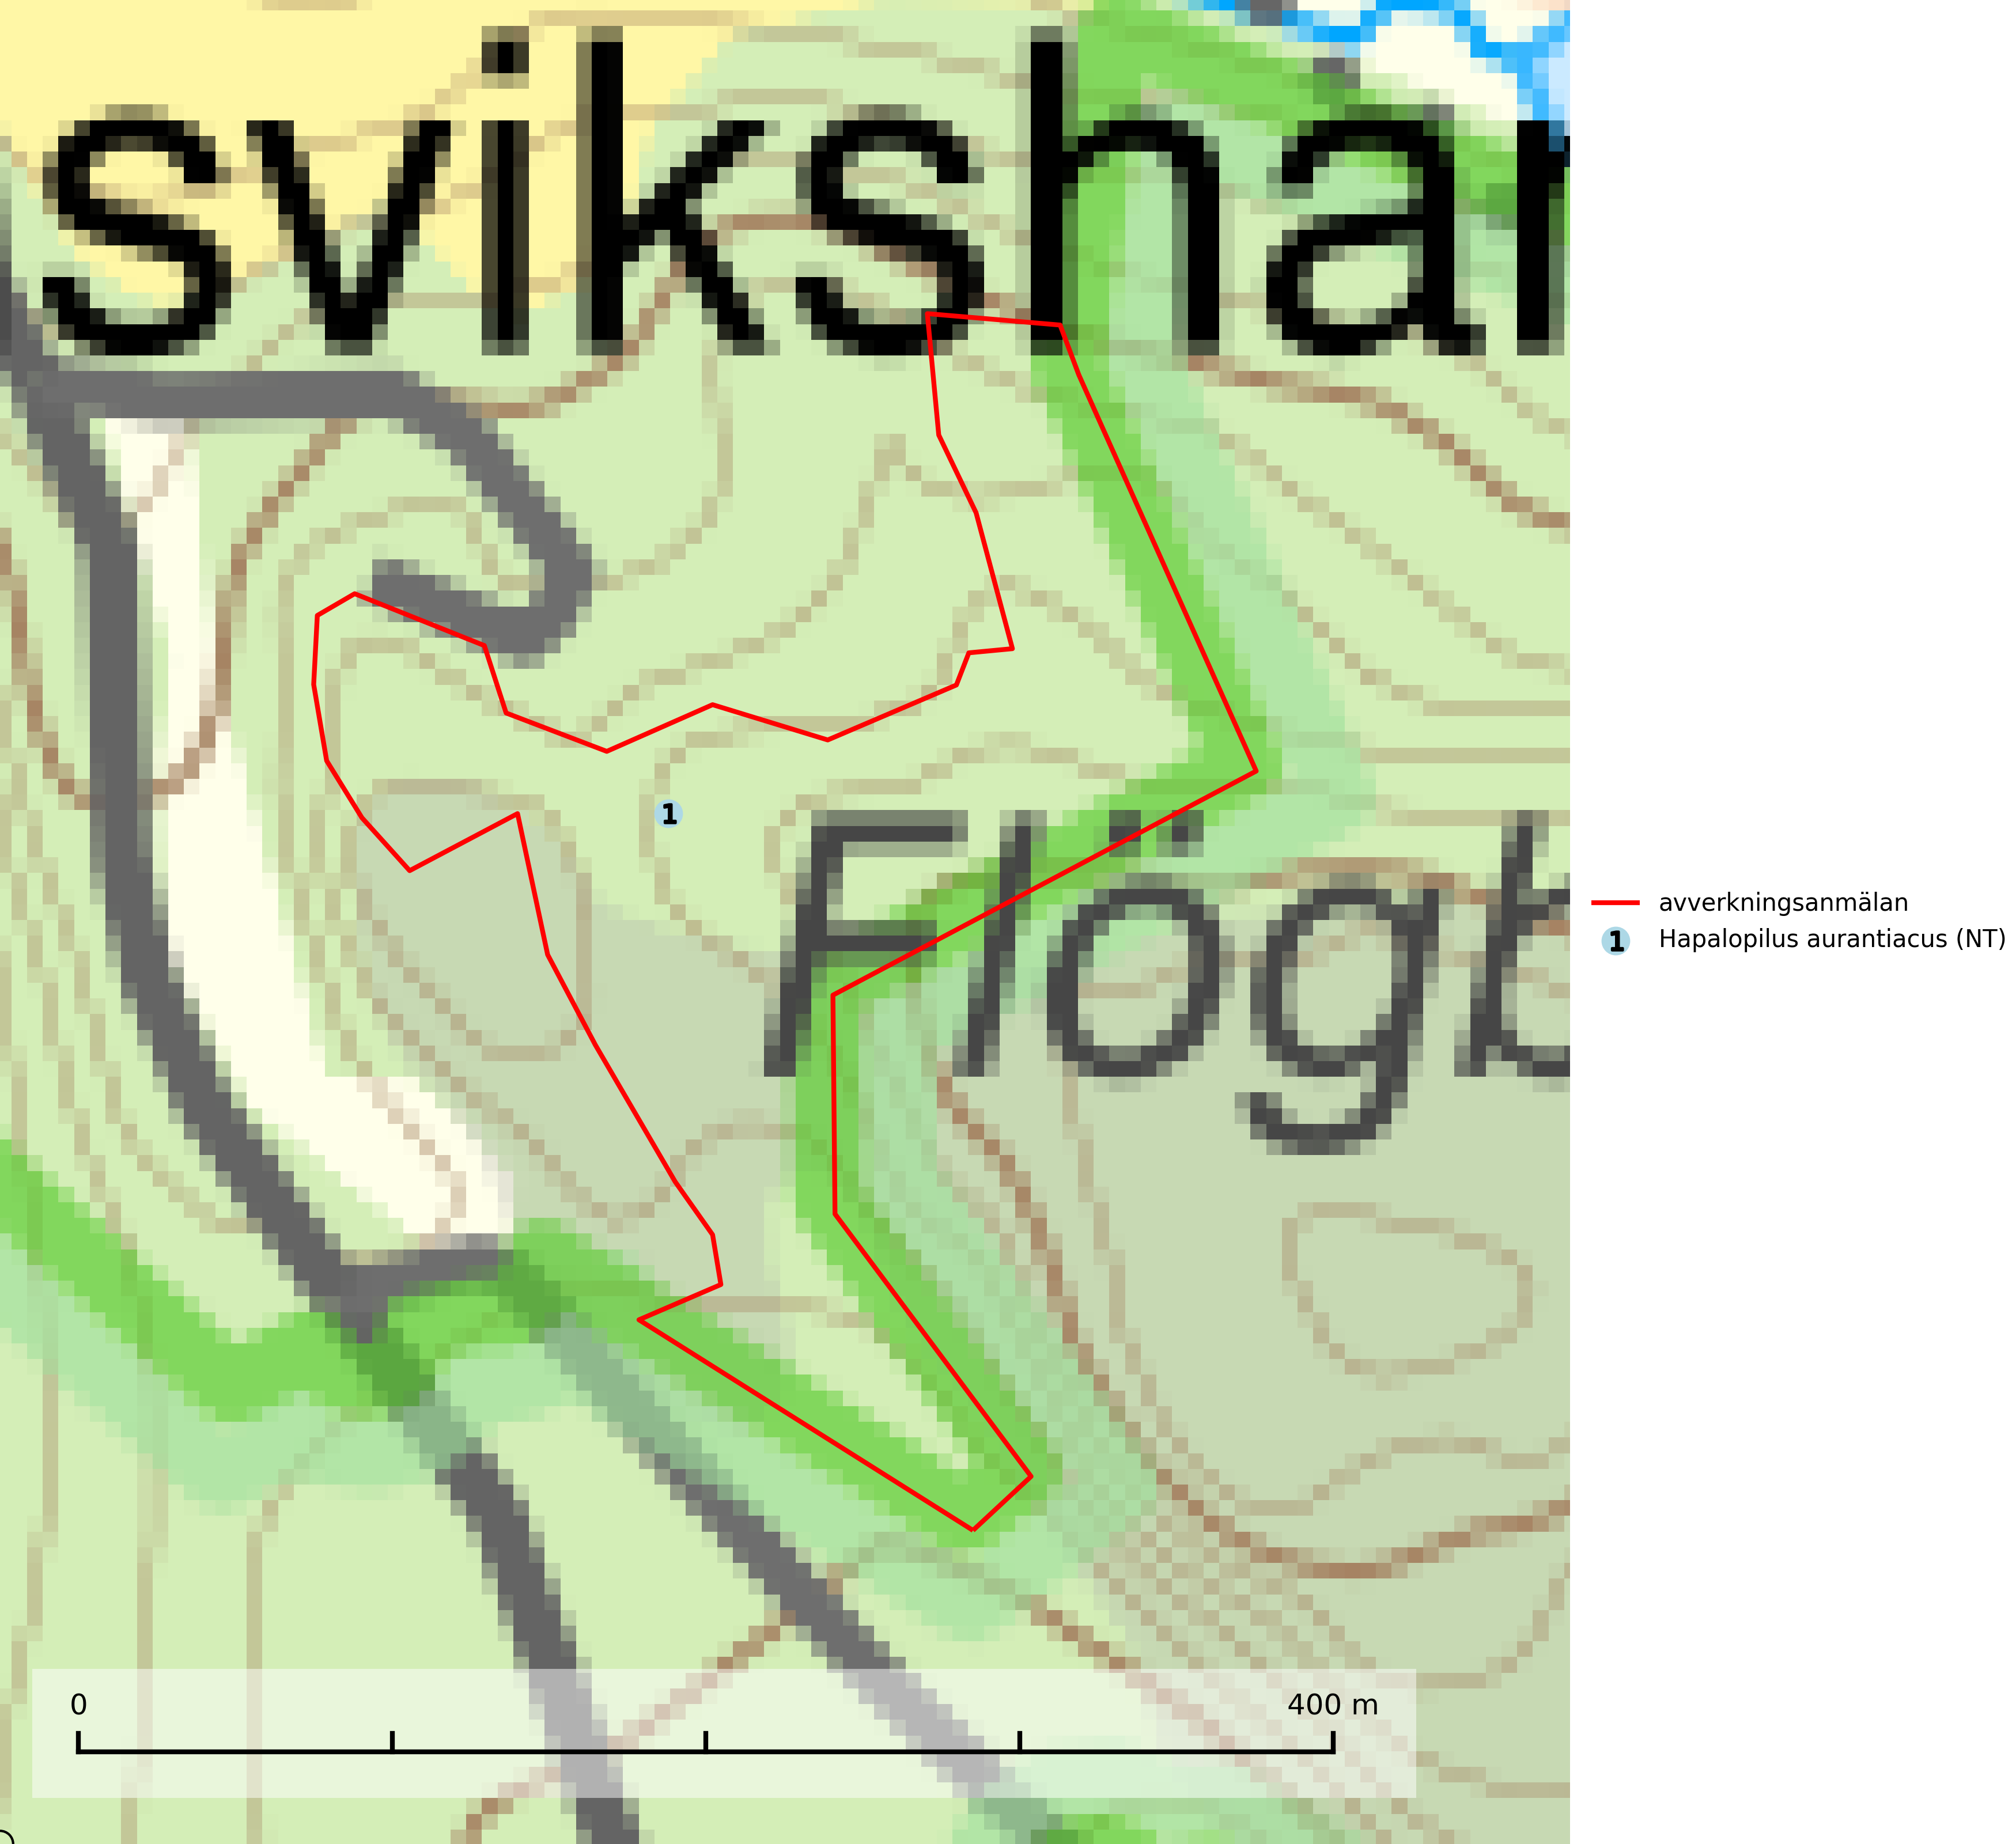 svikshar
Flögb
avverkningsanmälan
1 Hapalopilus aurantiacus (NT)
1
0 400 m